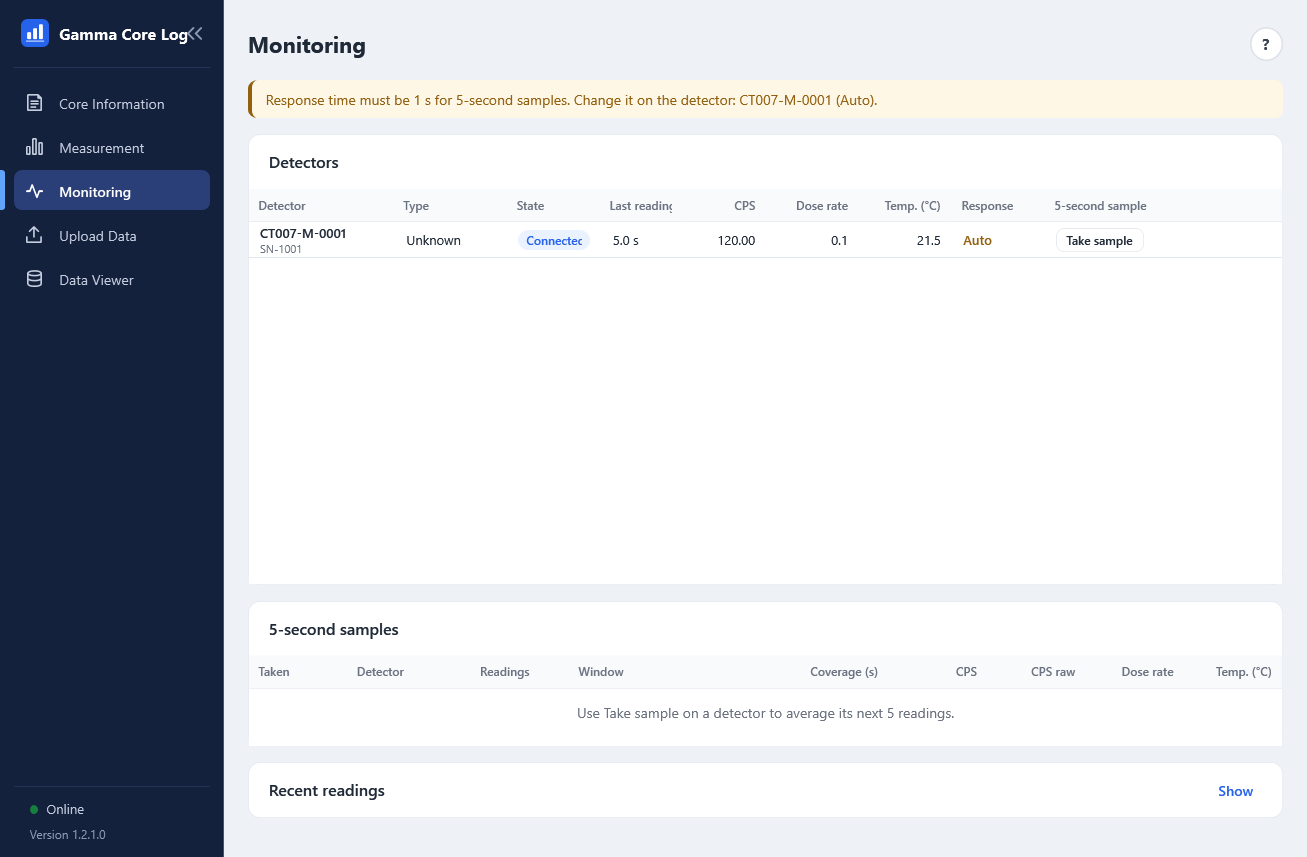 Gamma Core Log
Core Information
Measurement
Monitoring
Upload Data
Data Viewer
Online
Version 1.2.1.0
Monitoring
?
Response time must be 1 s for 5-second samples. Change it on the detector: CT007-M-0001 (Auto).
Detectors
Detector Type State Last reading CPS Dose rate Temp. (°C) Response 5-second sample
CT007-M-0001 Unknown Connected 5.0 s 120.00 0.1 21.5 Auto Take sample
SN-1001
5-second samples
Taken Detector Readings Window Coverage (s) CPS CPS raw Dose rate Temp. (°C)
Use Take sample on a detector to average its next 5 readings.
Recent readings Show